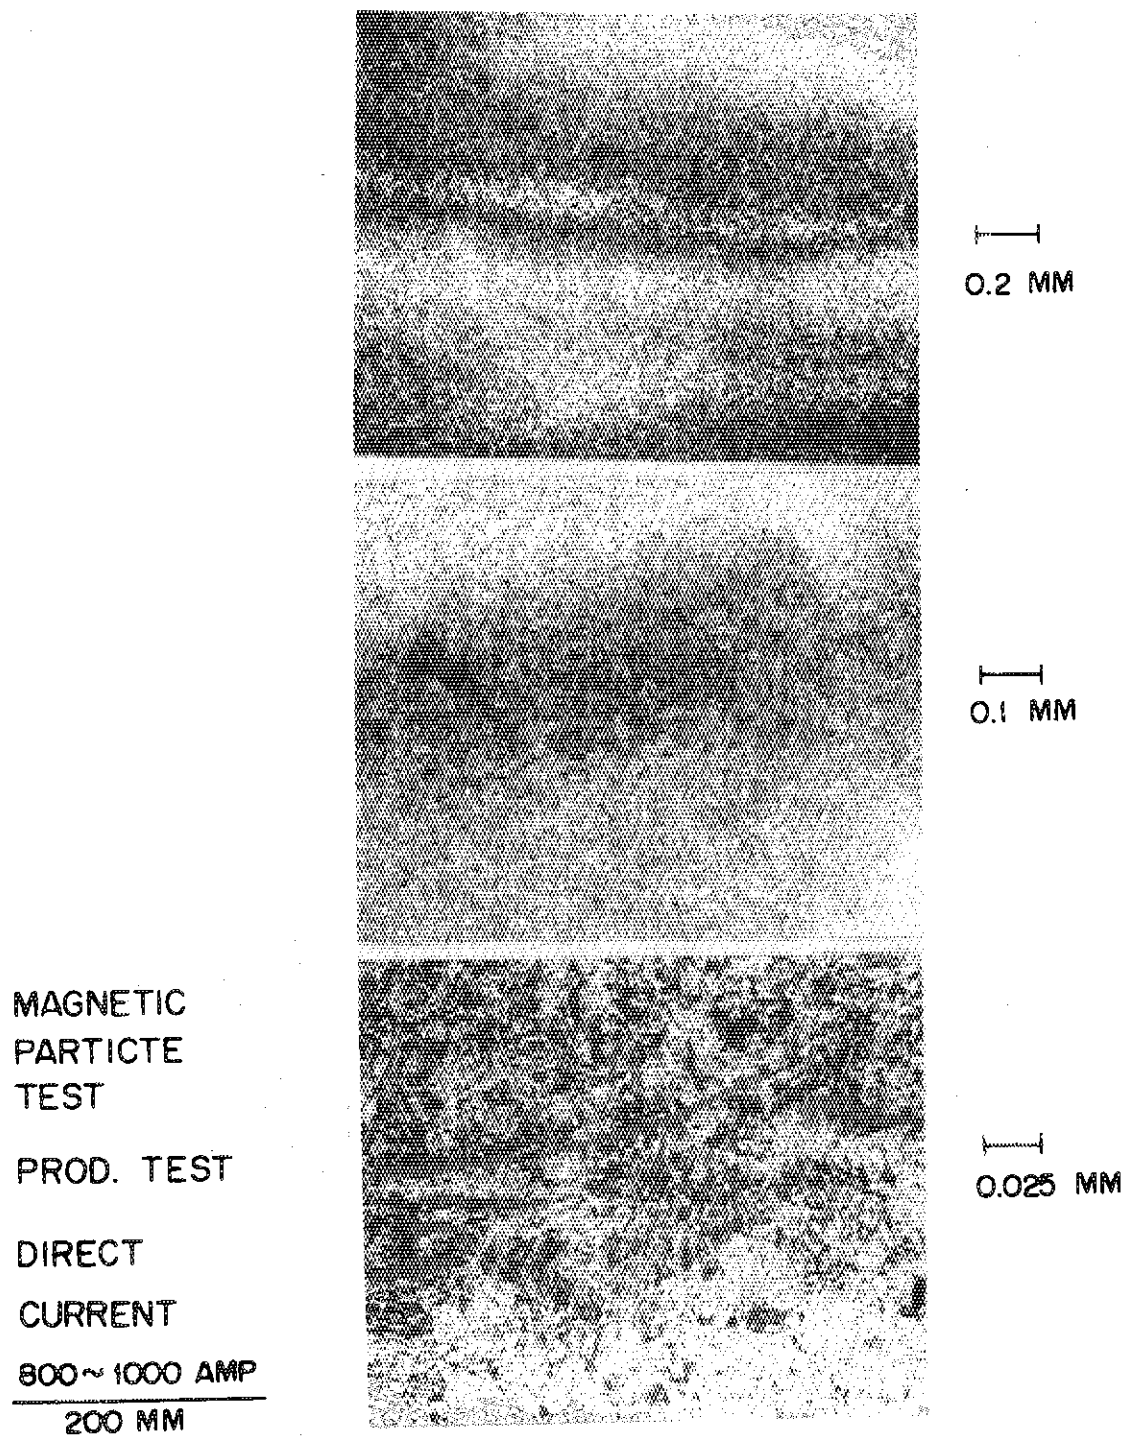 0.2 MM
0.1 MM
MAGNETIC
PARTICTE
TEST
PROD. TEST
0.025 MM
DIRECT
CURRENT
800~1000 AMP
200 MM